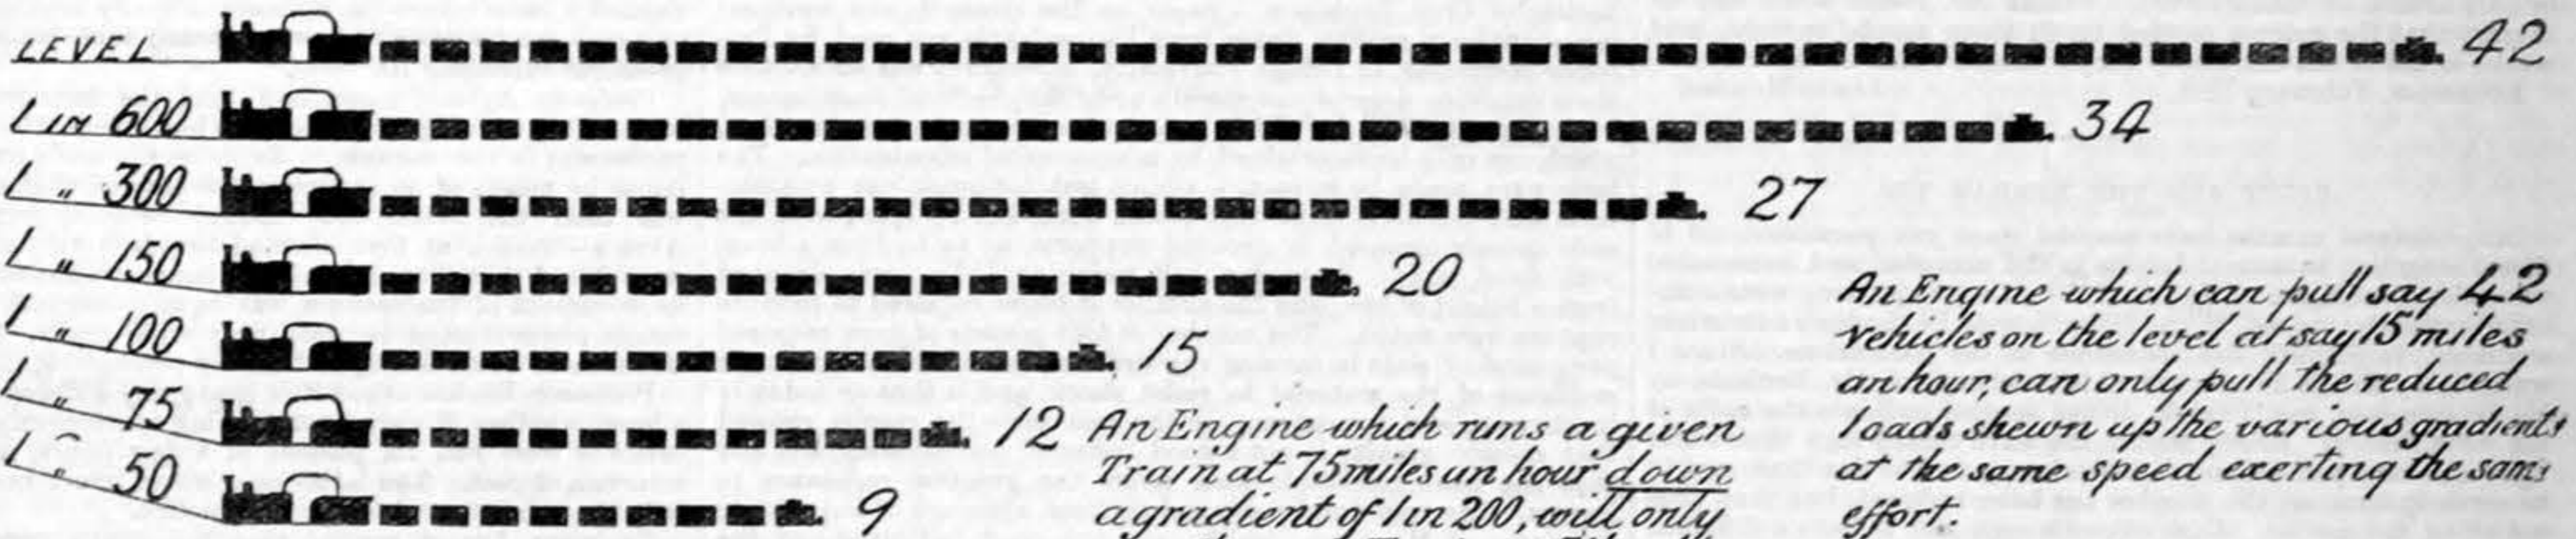 LEVEL 42
1 IN 600 34
1 " 300 27
1 " 150 20
1 " 100 15
1 " 75 12
1 " 50 9
An Engine which runs a given
Train at 75 miles an hour down
a gradient of 1 in 200, will only
An Engine which can pull say 42
vehicles on the level at say 15 miles
an hour, can only pull the reduced
loads shewn up the various gradients
at the same speed exerting the same
effort.